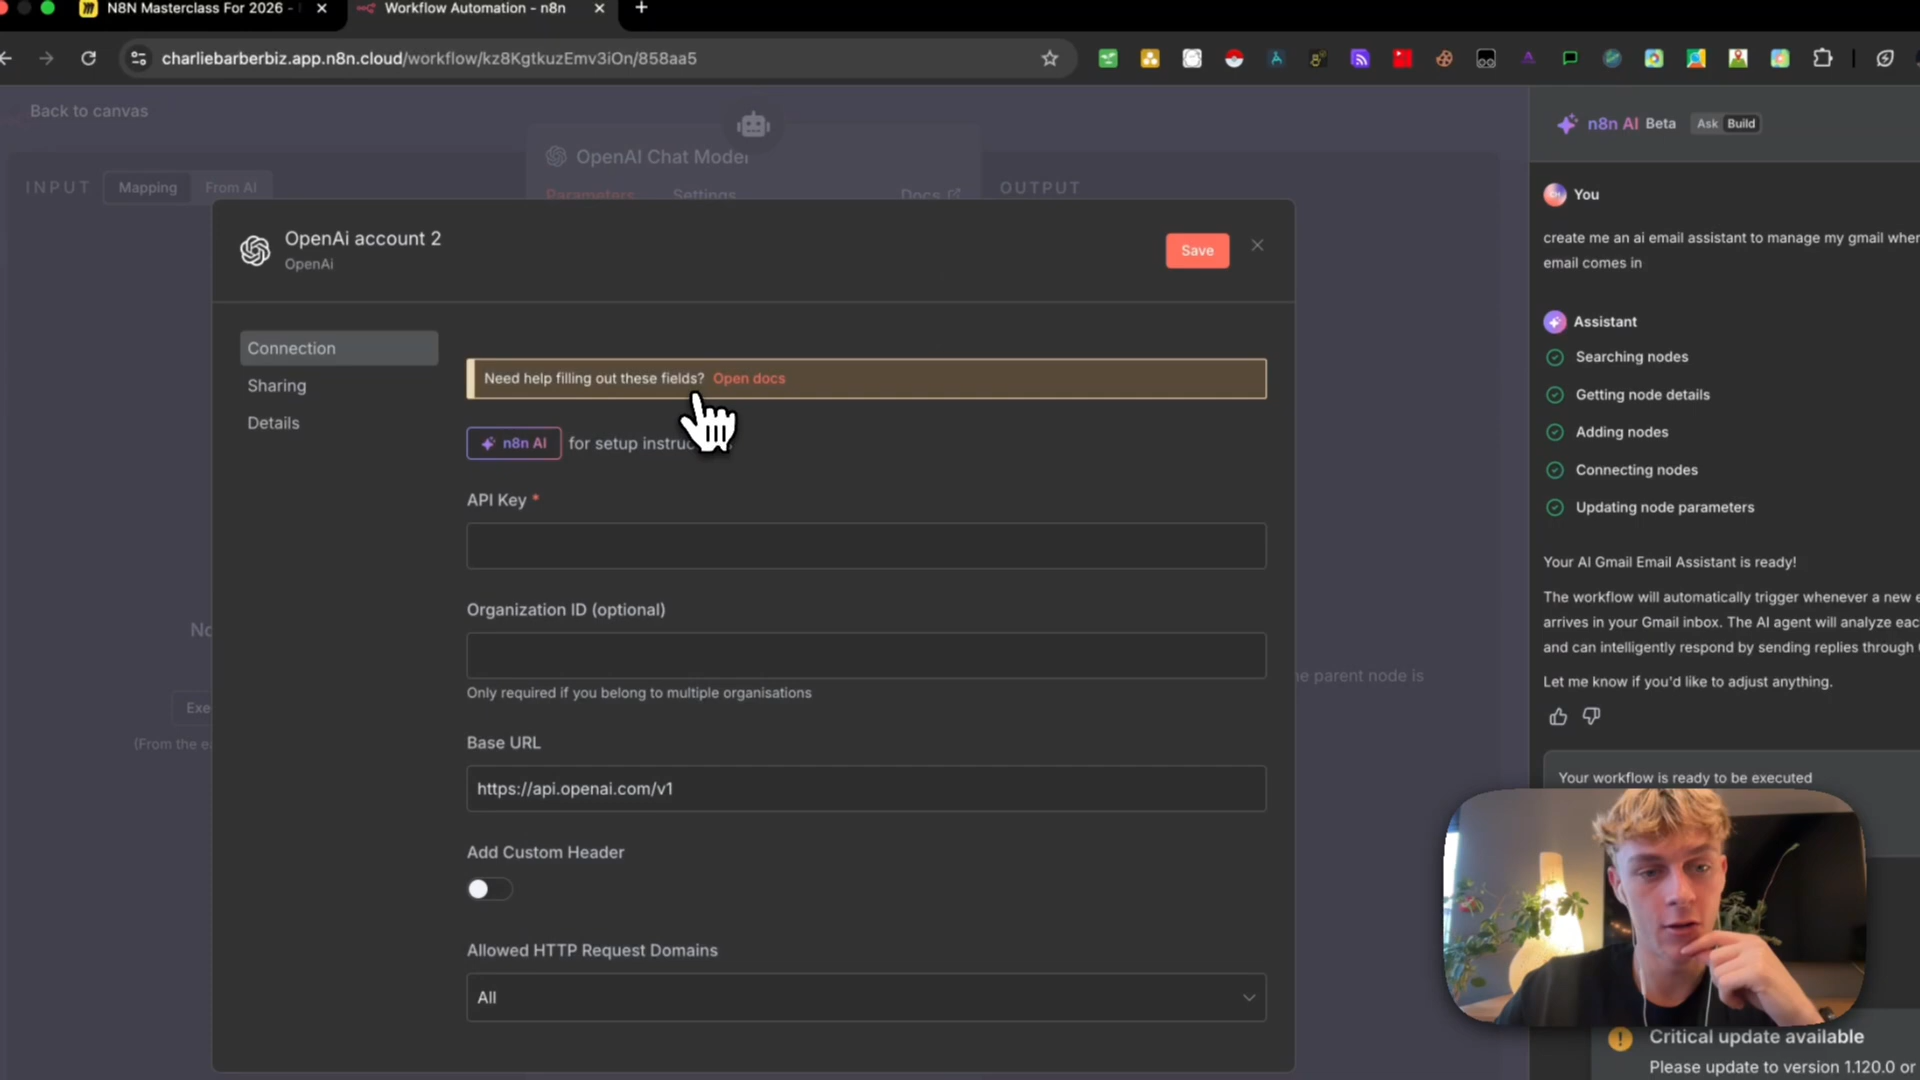 N8N Masterclass For 2026 -
Workflow Automation - n8n
charliebarberbiz.app.n8n.cloud/workflow/kz8KgtkuzEmv3iOn/858aa5
Back to canvas
INPUT Mapping From AI
OpenAI Chat Model
Parameters Settings Docs
OUTPUT
OpenAi account 2
OpenAi
Save
Connection
Sharing
Details
Need help filling out these fields? Open docs
n8n AI for setup
API Key *
Organization ID (optional)
Only required if you belong to multiple organisations
Base URL
https://api.openai.com/v1
Add Custom Header
Allowed HTTP Request Domains
All
parent node is
(From the
n8n AI Beta Ask Build
You
create me an ai email assistant to manage my gmail
email comes in
Assistant
Searching nodes
Getting node details
Adding nodes
Connecting nodes
Updating node parameters
Your AI Gmail Email Assistant is ready!
The workflow will automatically trigger whenever a new
arrives in your Gmail inbox. The AI agent will analyze
and can intelligently respond by sending replies through
Let me know if you'd like to adjust anything.
Your workflow is ready to be executed
Critical update available
Please update to version 1.120.0 or